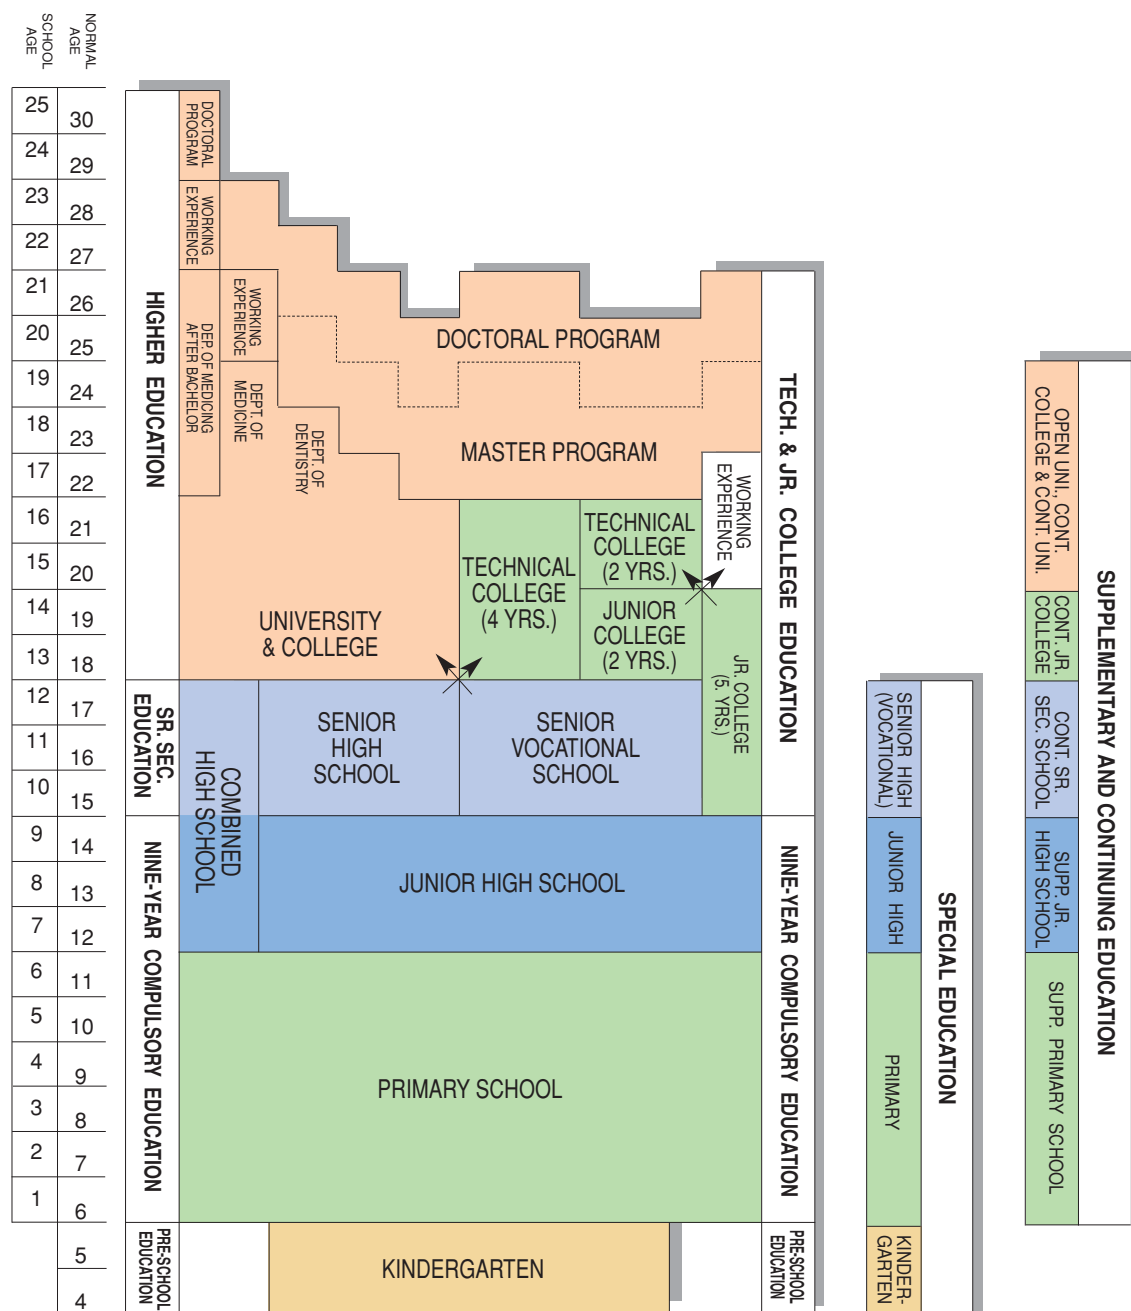 SCHOOL
AGE
NORMAL
AGE
25
30
24
29
23
28
22
27
21
26
20
25
19
24
18
23
17
22
16
21
15
20
14
19
13
18
12
17
11
16
10
15
9
14
8
13
7
12
6
11
5
10
4
9
3
8
2
7
1
6
5
4
HIGHER EDUCATION
SR. SEC.
EDUCATION
NINE-YEAR COMPULSORY EDUCATION
PRE-SCHOOL
EDUCATION
DOCTORAL
PROGRAM
WORKING
EXPERIENCE
DEP. OF MEDICING
AFTER BACHELOR
WORKING
EXPERIENCE
DEPT. OF
MEDICINE
DEPT. OF
DENTISTRY
DOCTORAL PROGRAM
MASTER PROGRAM
WORKING
EXPERIENCE
UNIVERSITY
& COLLEGE
TECHNICAL
COLLEGE
(4 YRS.)
TECHNICAL
COLLEGE
(2 YRS.)
JUNIOR
COLLEGE
(2 YRS.)
JR. COLLEGE
(5. YRS.)
COMBINED
HIGH SCHOOL
SENIOR
HIGH
SCHOOL
SENIOR
VOCATIONAL
SCHOOL
JUNIOR HIGH SCHOOL
PRIMARY SCHOOL
KINDERGARTEN
TECH. & JR. COLLEGE EDUCATION
NINE-YEAR COMPULSORY EDUCATION
PRE-SCHOOL
EDUCATION
SENIOR HIGH
(VOCATIONAL)
JUNIOR HIGH
PRIMARY
KINDER-
GARTEN
SPECIAL EDUCATION
OPEN UNI., CONT.
COLLEGE & CONT. UNI.
CONT. JR.
COLLEGE
CONT. SR.
SEC. SCHOOL
SUPP. JR.
HIGH SCHOOL
SUPP. PRIMARY SCHOOL
SUPPLEMENTARY AND CONTINUING EDUCATION